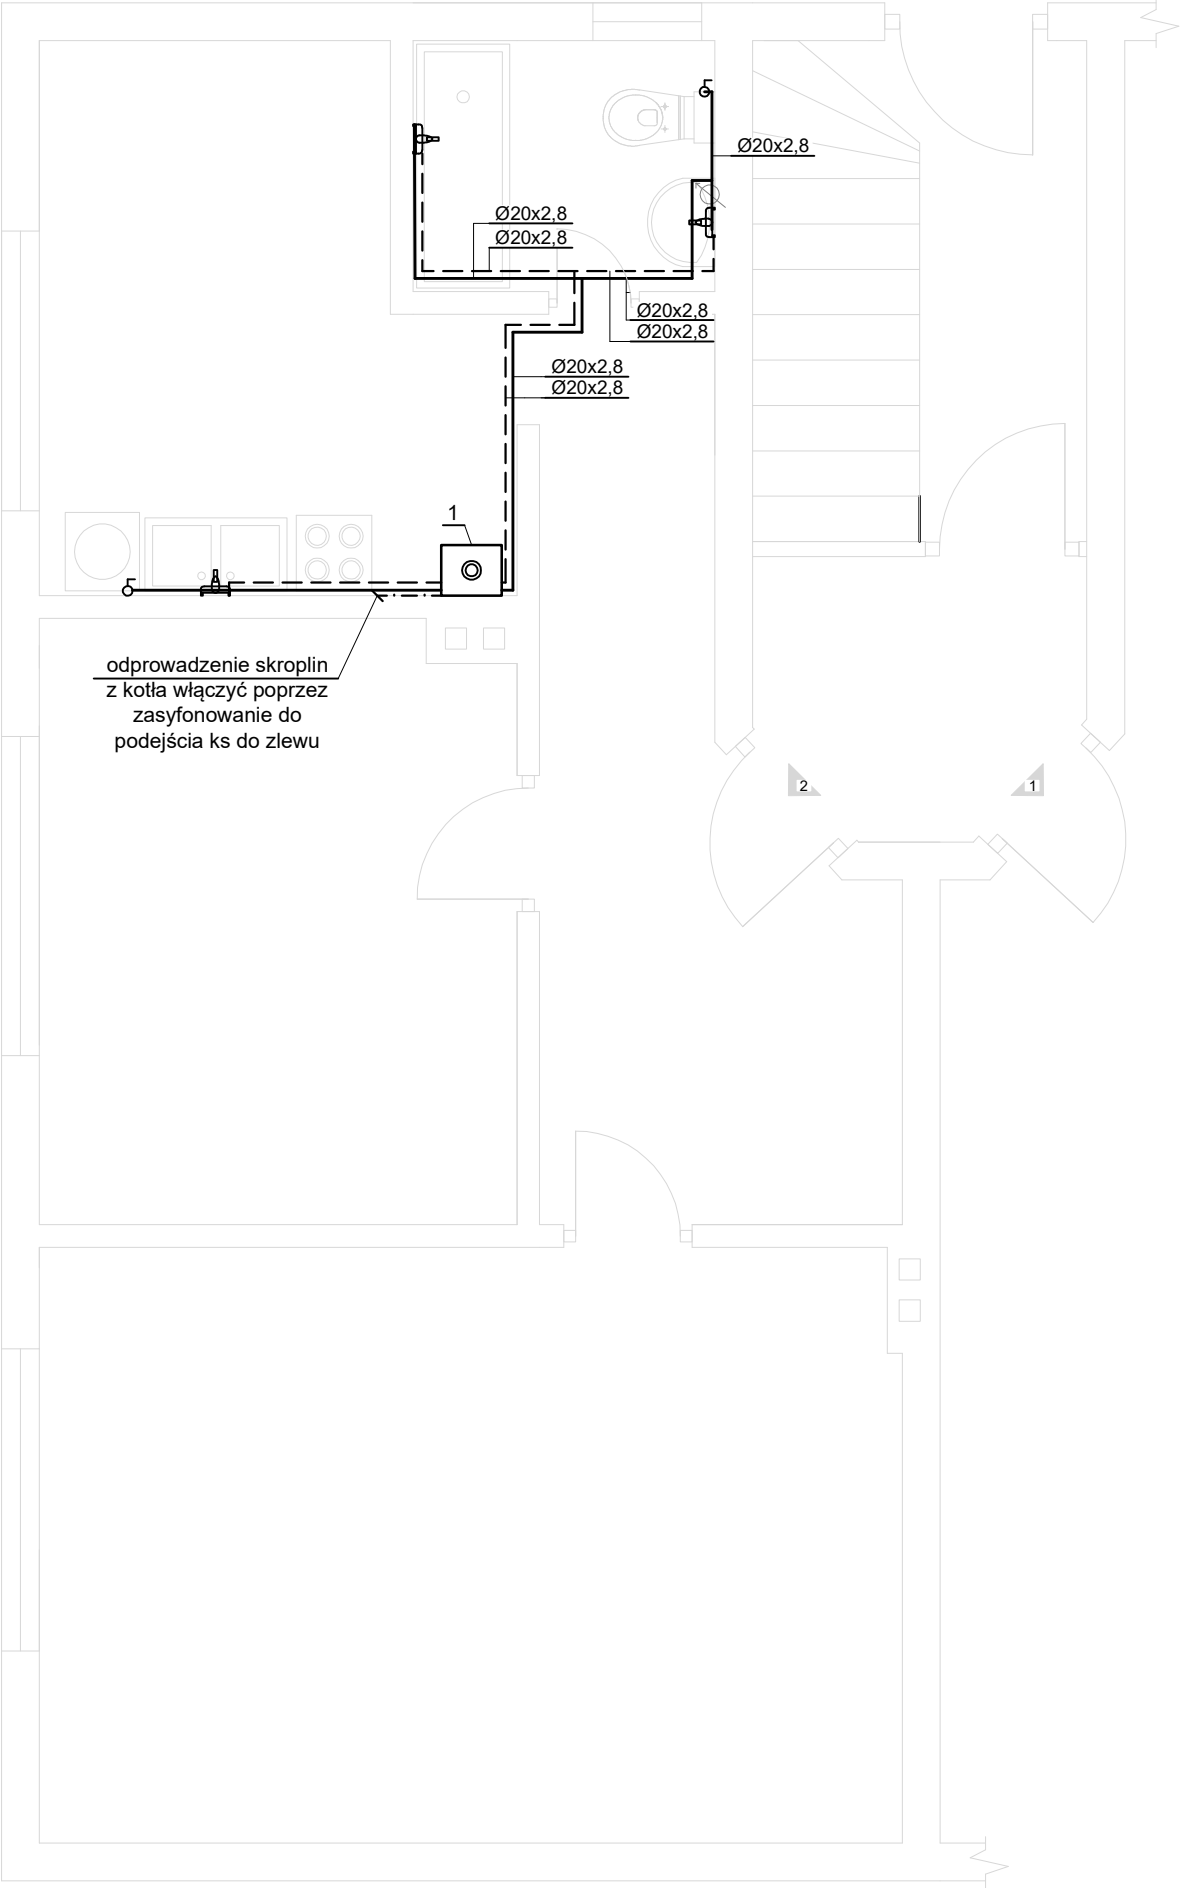 Ø20x2,8
Ø20x2,8
Ø20x2,8
Ø20x2,8
Ø20x2,8
Ø20x2,8
Ø20x2,8
1
odprowadzenie skroplin
z kotła włączyć poprzez
zasyfonowanie do
podejścia ks do zlewu
2
1